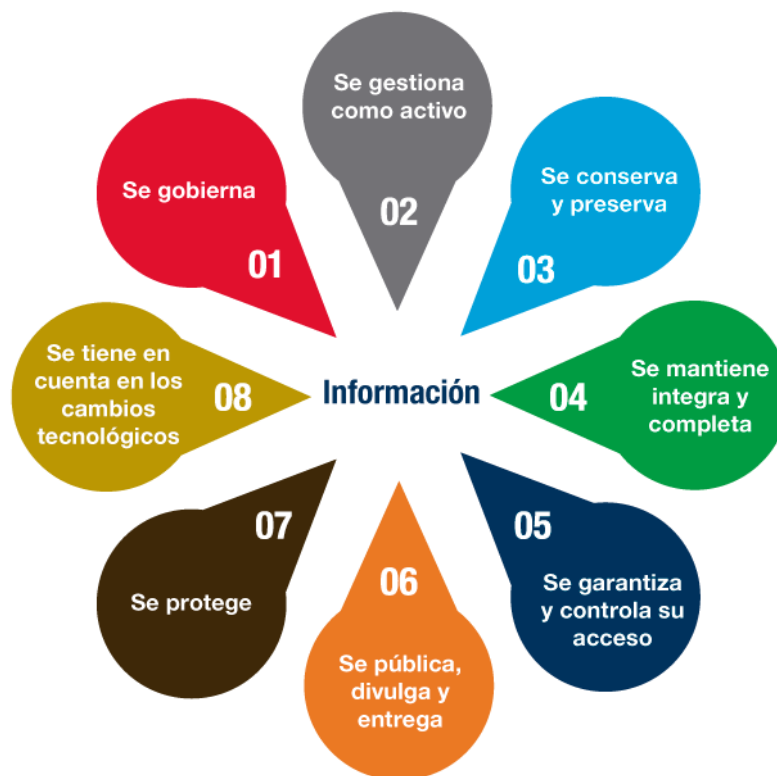 Se gobierna
01
Se gestiona
como activo
02
Se conserva
y preserva
03
Se mantiene
integra y
completa
04
05
Se garantiza
y controla su
acceso
06
Se pública,
divulga y
entrega
07
Se protege
Se tiene en
cuenta en los
cambios
tecnológicos
08
Información